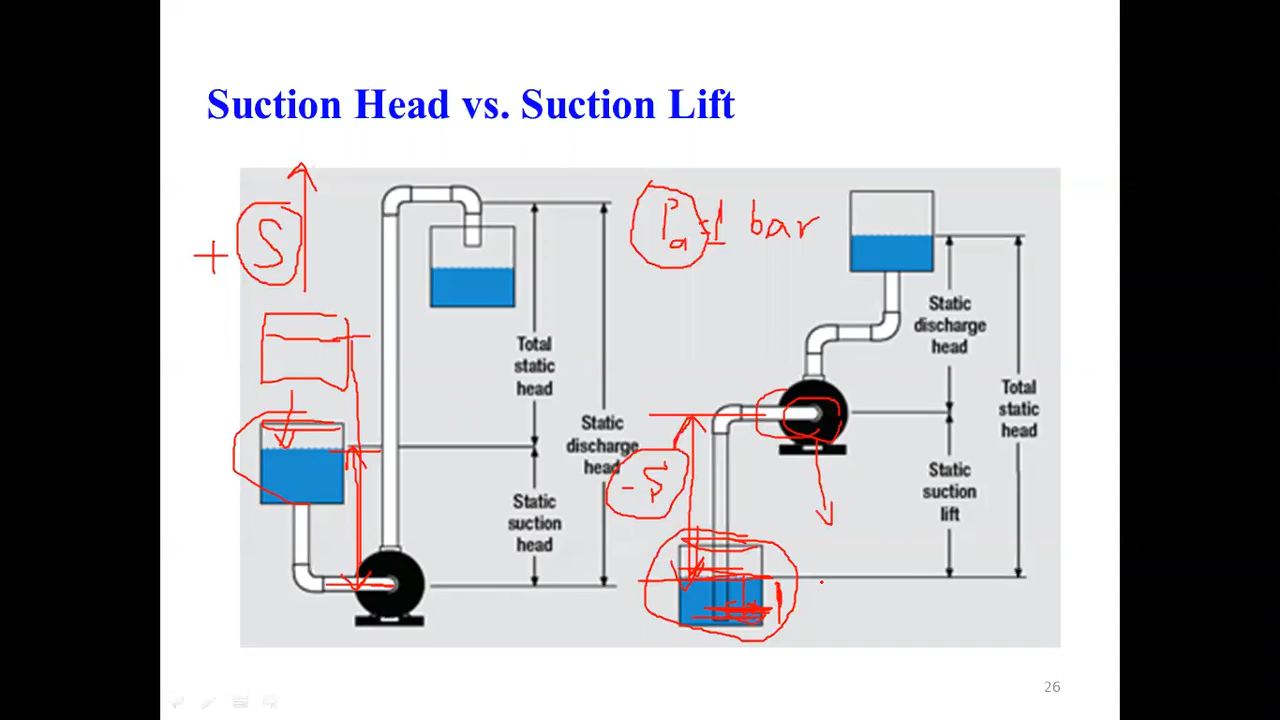 Suction Head vs. Suction Lift
+ S
Pa = 1 bar
Total
static
head
Static
discharge
head
Static
suction
head
Static
discharge
head
Total
static
head
Static
suction
lift
- S
26